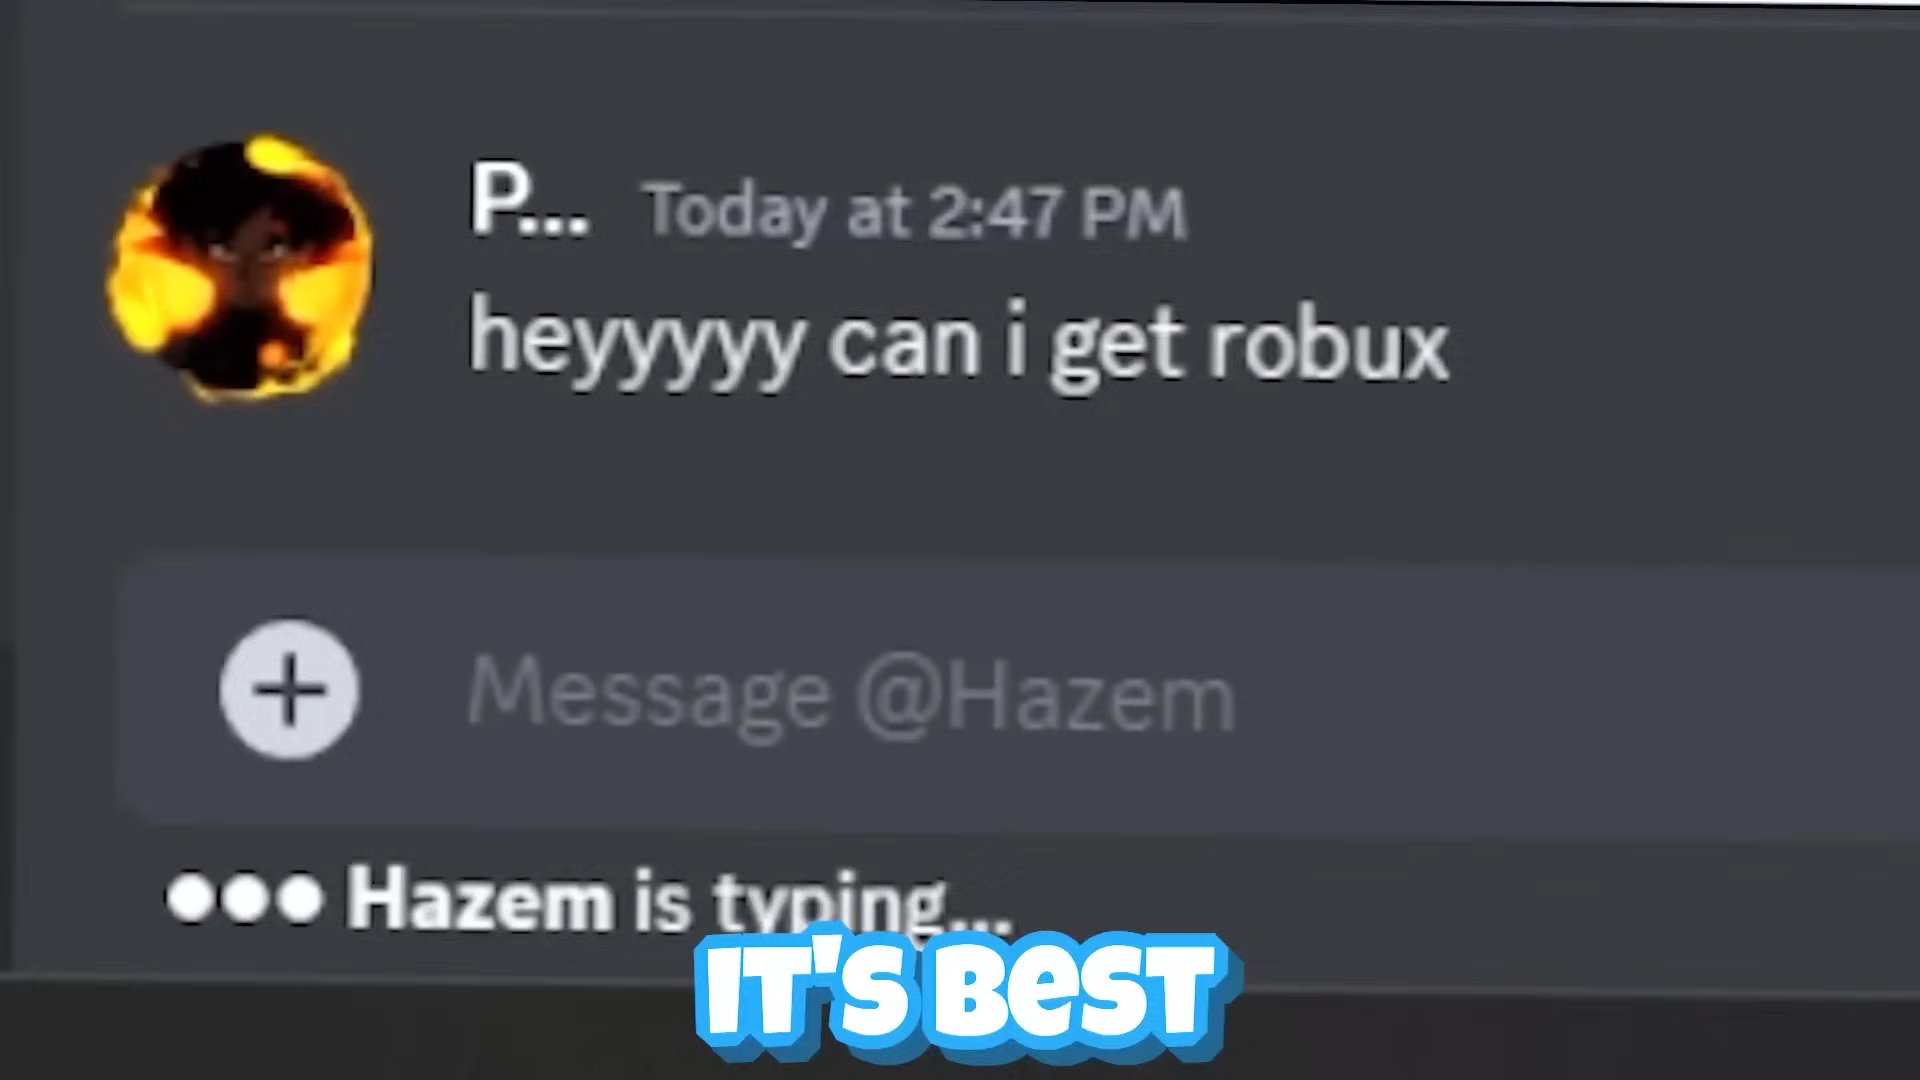 P... Today at 2:47 PM
heyyyyy can i get robux
Message @Hazem
Hazem is typing...
IT'S BEST